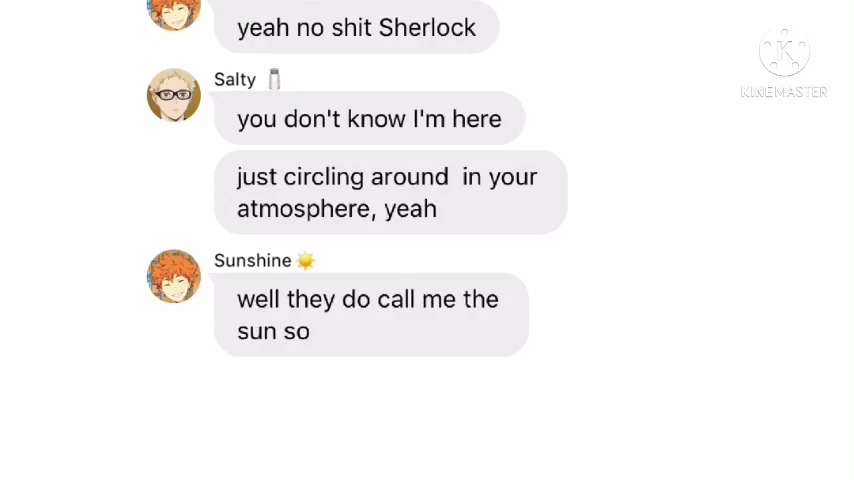 yeah no shit Sherlock
Salty 🧂
you don't know I'm here
just circling around  in your
atmosphere, yeah
Sunshine☀️
well they do call me the
sun so
K
KINEMASTER